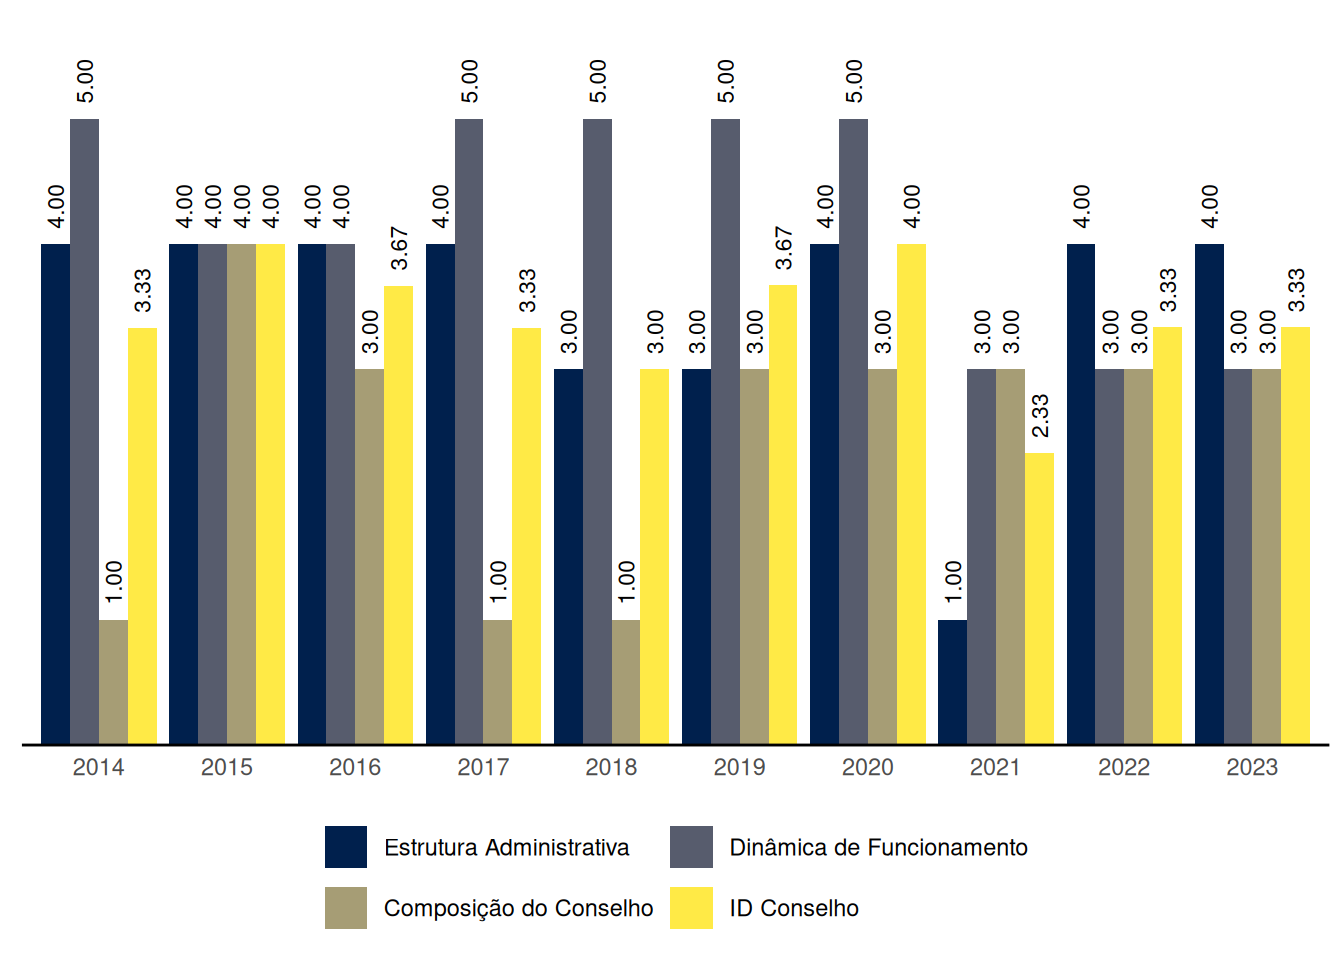 4.00 5.00 1.00 3.33
4.00 4.00 4.00 4.00
4.00 4.00 3.00 3.67
4.00 5.00 1.00 3.33
3.00 5.00 1.00 3.00
3.00 5.00 3.00 3.67
4.00 5.00 3.00 4.00
1.00 3.00 3.00 2.33
4.00 3.00 3.00 3.33
4.00 3.00 3.00 3.33
2014 2015 2016 2017 2018 2019 2020 2021 2022 2023
Estrutura Administrativa Dinâmica de Funcionamento
Composição do Conselho ID Conselho